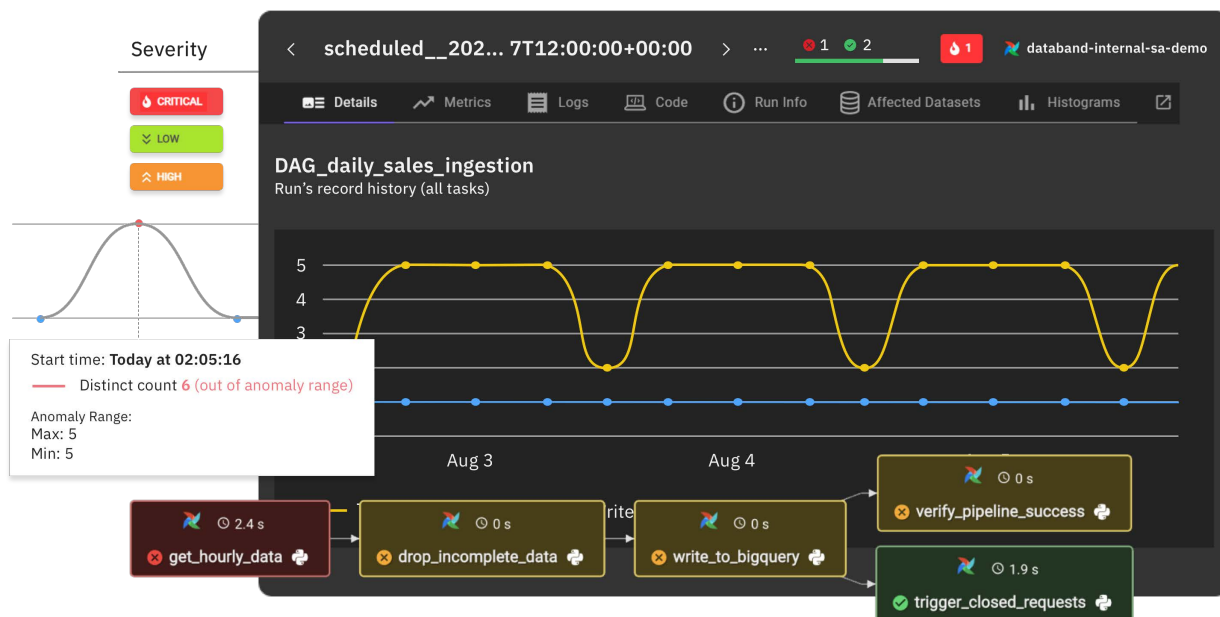 Severity
CRITICAL
LOW
HIGH
scheduled__202... 7T12:00:00+00:00
...
1 2
1
databand-internal-sa-demo
Details
Metrics
Logs
Code
Run Info
Affected Datasets
Histograms
DAG_daily_sales_ingestion
Run's record history (all tasks)
5
4
3
Start time: Today at 02:05:16
Distinct count 6 (out of anomaly range)
Anomaly Range:
Max: 5
Min: 5
Aug 3
Aug 4
2.4 s
get_hourly_data
0 s
drop_incomplete_data
0 s
write_to_bigquery
0 s
verify_pipeline_success
1.9 s
trigger_closed_requests